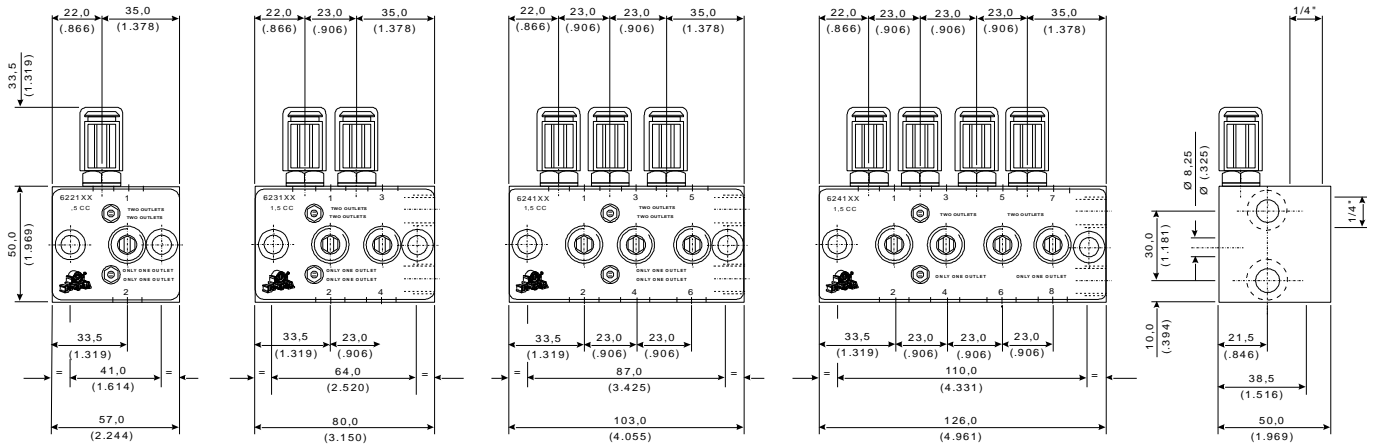 22,0 35,0
(.866) (1.378)
33,5
(1.319)
6221XX 1
,5 CC TWO OUTLETS
TWO OUTLETS
ONLY ONE OUTLET
ONLY ONE OUTLET
2
50,0
(1.969)
33,5
(1.319)
= 41,0 =
(1.614)
57,0
(2.244)
22,0 23,0 35,0
(.866) (.906) (1.378)
6231XX 1 3
1,5 CC TWO OUTLETS
TWO OUTLETS
ONLY ONE OUTLET
ONLY ONE OUTLET
2 4
33,5 23,0
(1.319) (.906)
= 64,0 =
(2.520)
80,0
(3.150)
22,0 23,0 23,0 35,0
(.866) (.906) (.906) (1.378)
6241XX 1 3 5
1,5 CC TWO OUTLETS
TWO OUTLETS
ONLY ONE OUTLET
ONLY ONE OUTLET
2 4 6
33,5 23,0 23,0
(1.319) (.906) (.906)
= 87,0 =
(3.425)
103,0
(4.055)
22,0 23,0 23,0 23,0 35,0
(.866) (.906) (.906) (.906) (1.378)
6241XX 1 3 5 7
1,5 CC TWO OUTLETS TWO OUTLETS
ONLY ONE OUTLET ONLY ONE OUTLET
2 4 6 8
33,5 23,0 23,0 23,0
(1.319) (.906) (.906) (.906)
= 110,0 =
(4.331)
126,0
(4.961)
1/4"
Ø 8,25
Ø (.325)
1/4"
30,0
(1.181)
10,0
(.394)
21,5
(.846)
38,5
(1.516)
50,0
(1.969)